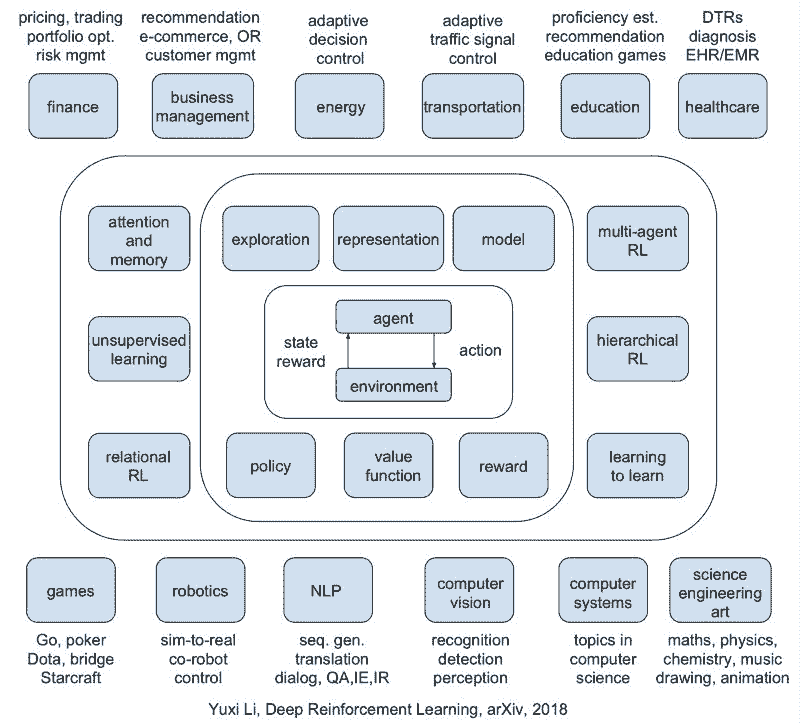 pricing, trading
portfolio opt.
risk mgmt
recommendation
e-commerce, OR
customer mgmt
adaptive
decision
control
adaptive
traffic signal
control
proficiency est.
recommendation
education games
DTRs
diagnosis
EHR/EMR
finance
business
management
energy
transportation
education
healthcare
attention
and
memory
exploration
representation
model
multi-agent
RL
unsupervised
learning
state
reward
agent
environment
action
hierarchical
RL
relational
RL
policy
value
function
reward
learning
to learn
games
robotics
NLP
computer
vision
computer
systems
science
engineering
art
Go, poker
Dota, bridge
Starcraft
sim-to-real
co-robot
control
seq. gen.
translation
dialog, QA,IE,IR
recognition
detection
perception
topics in
computer
science
maths, physics,
chemistry, music
drawing, animation
Yuxi Li, Deep Reinforcement Learning, arXiv, 2018